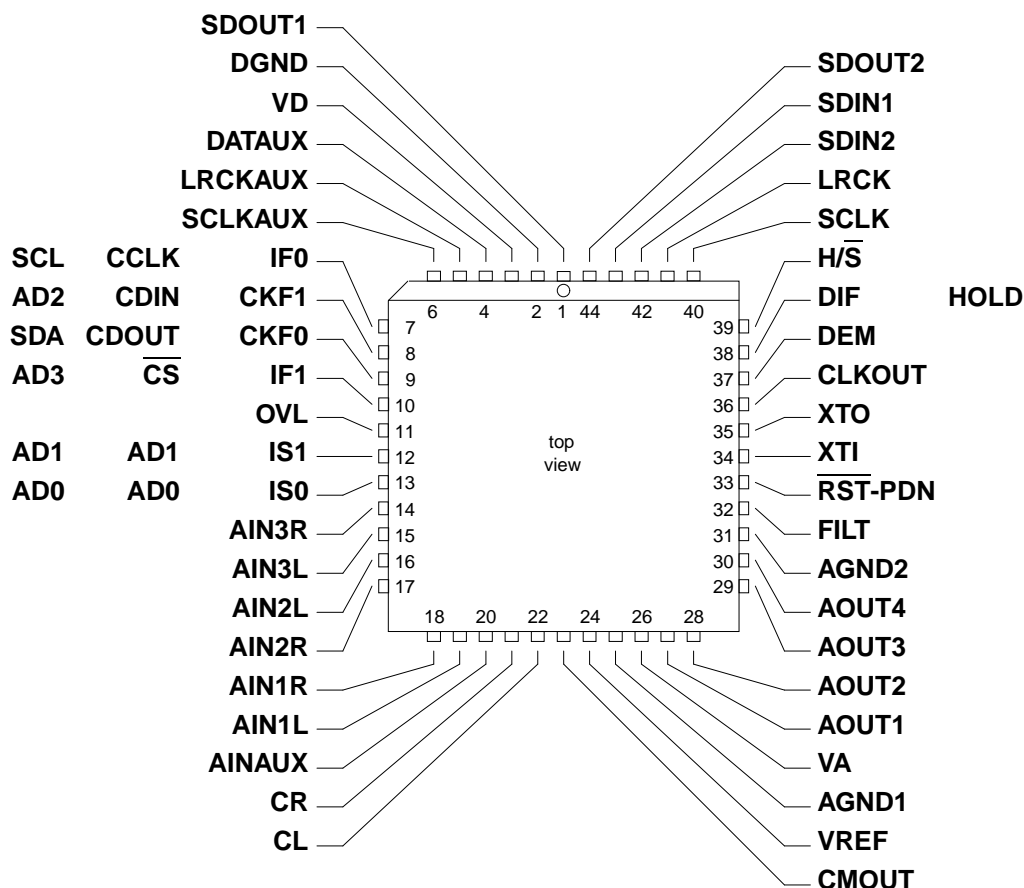 SDOUT1
DGND
SDOUT2
VD
SDIN1
DATAUX
SDIN2
LRCKAUX
LRCK
SCLKAUX
SCLK
SCL CCLK IF0
H/S̅
AD2 CDIN CKF1
DIF HOLD
SDA CDOUT CKF0
DEM
AD3 C̅S̅ IF1
CLKOUT
OVL
XTO
AD1 AD1 IS1
XTI
AD0 AD0 IS0
R̅S̅T̅-PDN
AIN3R
FILT
AIN3L
AGND2
AIN2L
AOUT4
AIN2R
AOUT3
AIN1R
AOUT2
AIN1L
AOUT1
AINAUX
VA
CR
AGND1
CL
VREF
CMOUT
6 4 2 1 44 42 40
7
8
9
10
11
12
13
14
15
16
17
39
38
37
36
35
34
33
32
31
30
29
top
view
18 20 22 24 26 28